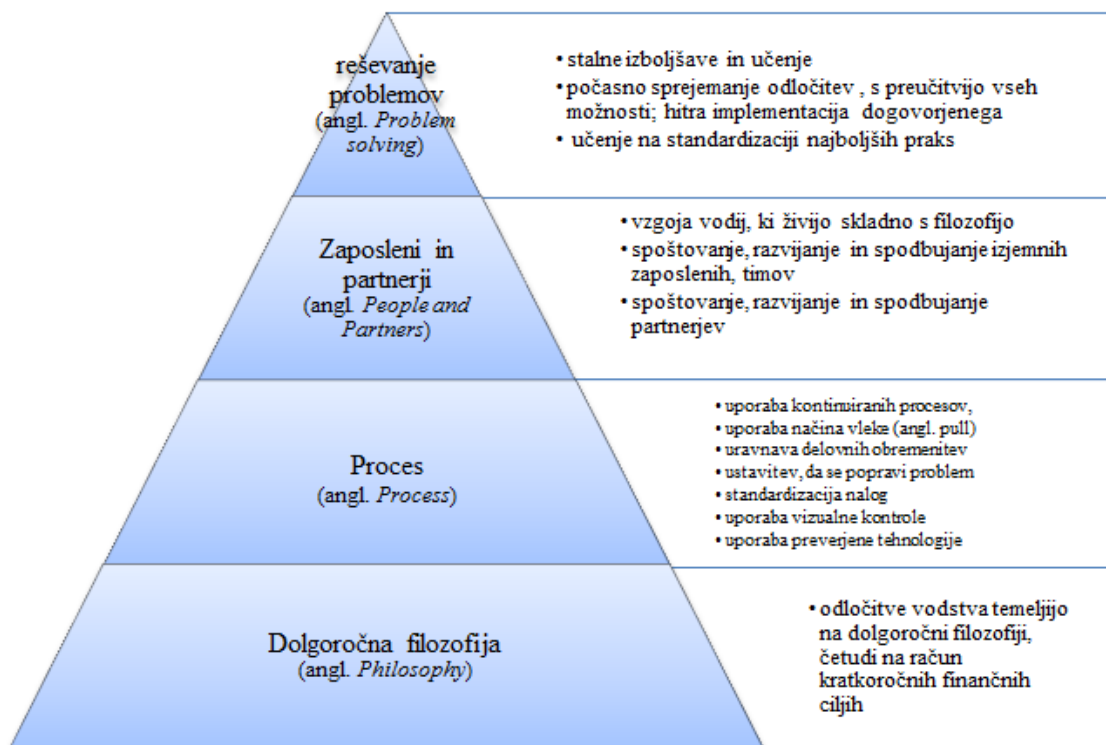 reševanje
problemov
(angl. Problem
solving)
• stalne izboljšave in učenje
• počasno sprejemanje odločitev , s preučitvijo vseh
možnosti; hitra implementacija dogovorjenega
• učenje na standardizaciji najboljših praks
Zaposleni in
partnerji
(angl. People and
Partners)
• vzgoja vodij, ki živijo skladno s filozofijo
• spoštovanje, razvijanje in spodbujanje izjemnih
zaposlenih, timov
• spoštovanje, razvijanje in spodbujanje
partnerjev
Proces
(angl. Process)
• uporaba kontinuiranih procesov,
• uporaba načina vleke (angl. pull)
• uravnava delovnih obremenitev
• ustavitev, da se popravi problem
• standardizacija nalog
• uporaba vizualne kontrole
• uporaba preverjene tehnologije
Dolgoročna filozofija
(angl. Philosophy)
• odločitve vodstva temeljijo
na dolgoročni filozofiji,
četudi na račun
kratkoročnih finančnih
ciljih